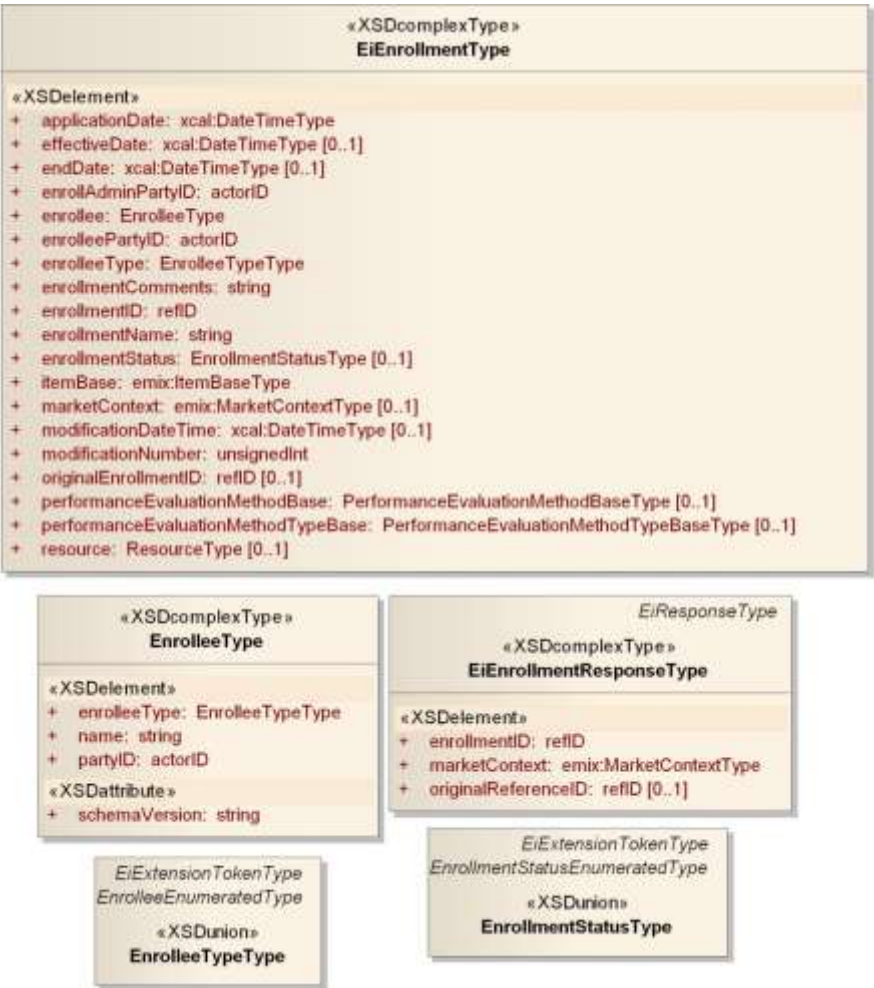 «XSDcomplexType»
EiEnrollmentType
«XSDelement»
+ applicationDate: xcal:DateTimeType
+ effectiveDate: xcal:DateTimeType [0..1]
+ endDate: xcal:DateTimeType [0..1]
+ enrollAdminPartyID: actorID
+ enrollee: EnrolleeType
+ enrolleePartyID: actorID
+ enrolleeType: EnrolleeTypeType
+ enrollmentComments: string
+ enrollmentID: refID
+ enrollmentName: string
+ enrollmentStatus: EnrollmentStatusType [0..1]
+ itemBase: emix:ItemBaseType
+ marketContext: emix:MarketContextType [0..1]
+ modificationDateTime: xcal:DateTimeType [0..1]
+ modificationNumber: unsignedInt
+ originalEnrollmentID: refID [0..1]
+ performanceEvaluationMethodBase: PerformanceEvaluationMethodBaseType [0..1]
+ performanceEvaluationMethodTypeBase: PerformanceEvaluationMethodTypeBaseType [0..1]
+ resource: ResourceType [0..1]
«XSDcomplexType»
EnrolleeType
«XSDelement»
+ enrolleeType: EnrolleeTypeType
+ name: string
+ partyID: actorID
«XSDattribute»
+ schemaVersion: string
EiResponseType
«XSDcomplexType»
EiEnrollmentResponseType
«XSDelement»
+ enrollmentID: refID
+ marketContext: emix:MarketContextType
+ originalReferenceID: refID [0..1]
EiExtensionTokenType
EnrolleeEnumeratedType
«XSDunion»
EnrolleeTypeType
EiExtensionTokenType
EnrollmentStatusEnumeratedType
«XSDunion»
EnrollmentStatusType